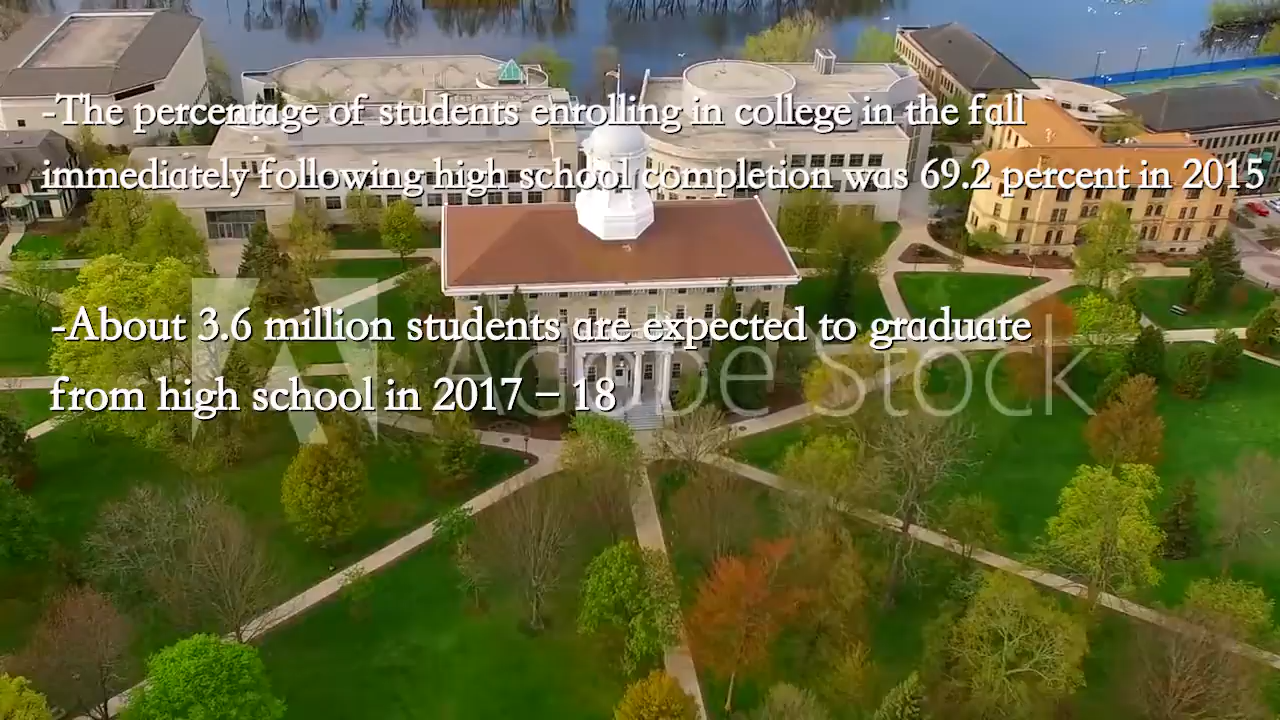 -The percentage of students enrolling in college in the fall
immediately following high school completion was 69.2 percent in 2015
-About 3.6 million students are expected to graduate
from high school in 2017 – 18
Adobe Stock